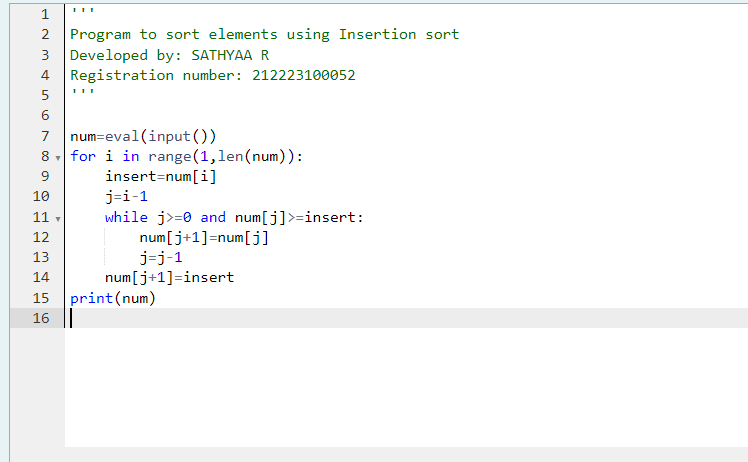 1 '''
2 Program to sort elements using Insertion sort
3 Developed by: SATHYAA R
4 Registration number: 212223100052
5 '''
6
7 num=eval(input())
8 for i in range(1,len(num)):
9     insert=num[i]
10     j=i-1
11     while j>=0 and num[j]>=insert:
12         num[j+1]=num[j]
13         j=j-1
14     num[j+1]=insert
15 print(num)
16